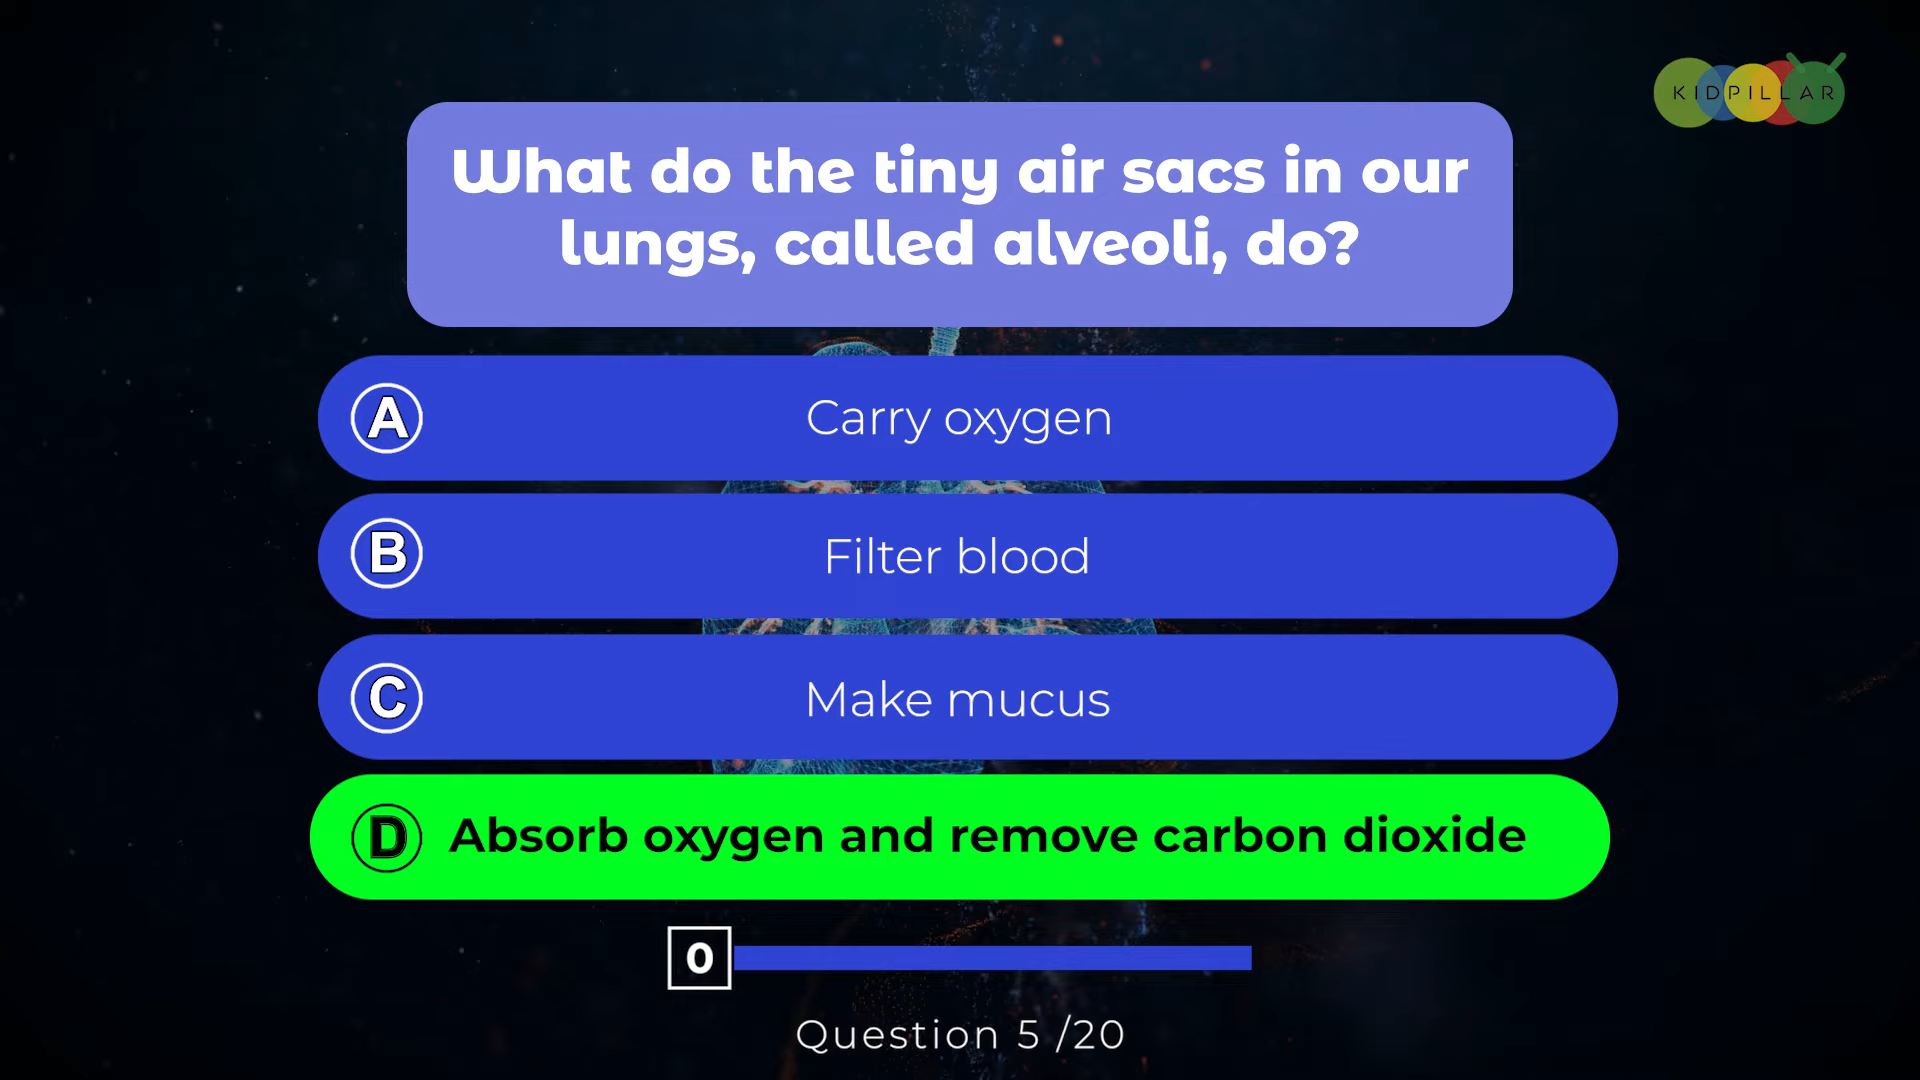 KIDPILLAR
What do the tiny air sacs in our
lungs, called alveoli, do?
A Carry oxygen
B Filter blood
C Make mucus
D Absorb oxygen and remove carbon dioxide
0
Question 5 /20